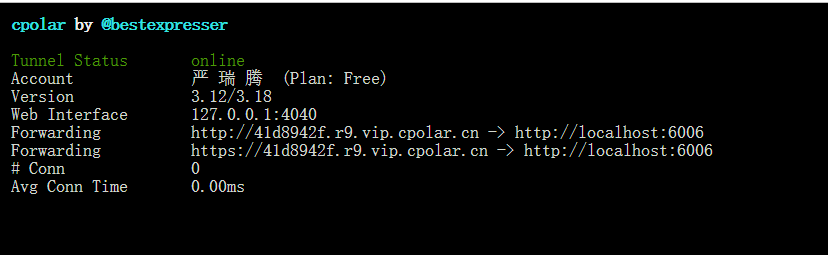 cpolar by @bestexpresser
Tunnel Status online
Account 严 瑞 腾 (Plan: Free)
Version 3.12/3.18
Web Interface 127.0.0.1:4040
Forwarding http://41d8942f.r9.vip.cpolar.cn -> http://localhost:6006
Forwarding https://41d8942f.r9.vip.cpolar.cn -> http://localhost:6006
# Conn 0
Avg Conn Time 0.00ms